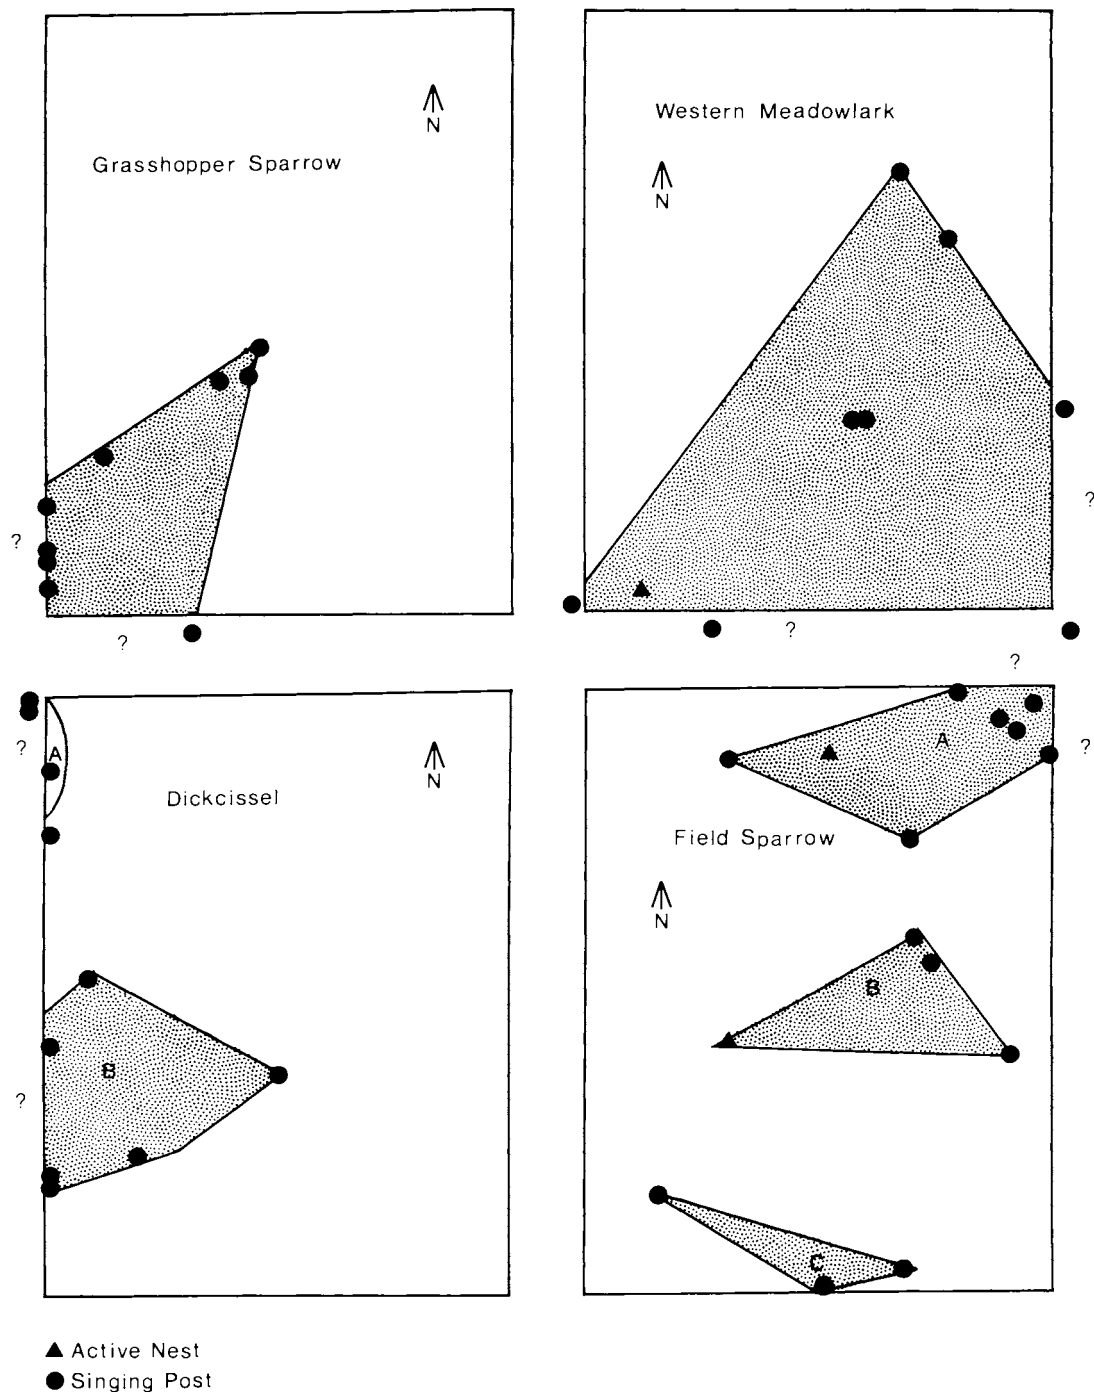 N
Grasshopper Sparrow
?
?
Western Meadowlark
N
?
?
?
A
?
N
Dickcissel
B
?
?
A
Field Sparrow
N
B
C
Active Nest
Singing Post